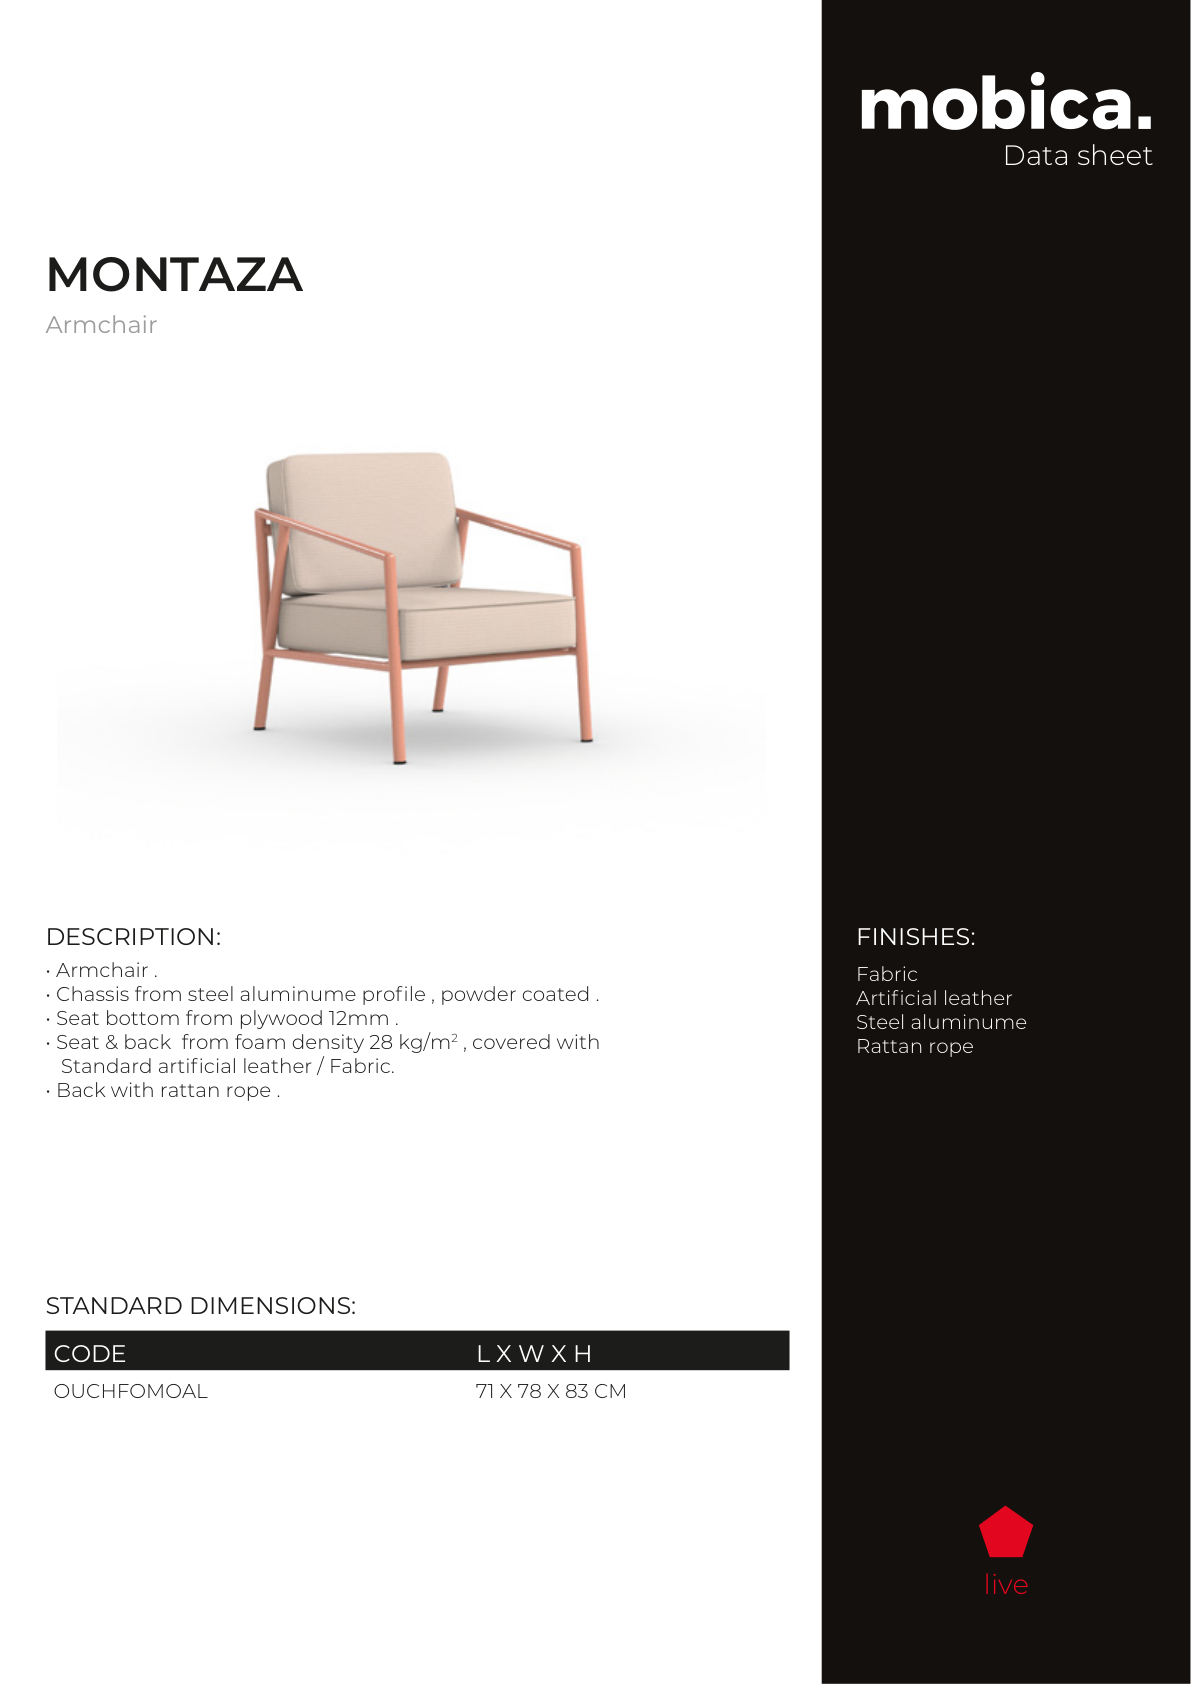 mobica.
Data sheet
MONTAZA
Armchair
DESCRIPTION:
• Armchair .
• Chassis from steel aluminume profile , powder coated .
• Seat bottom from plywood 12mm .
• Seat & back  from foam density 28 kg/m² , covered with
Standard artificial leather / Fabric.
• Back with rattan rope .
FINISHES:
Fabric
Artificial leather
Steel aluminume
Rattan rope
STANDARD DIMENSIONS:
CODE L X W X H
OUCHFOMOAL 71 X 78 X 83 CM
live